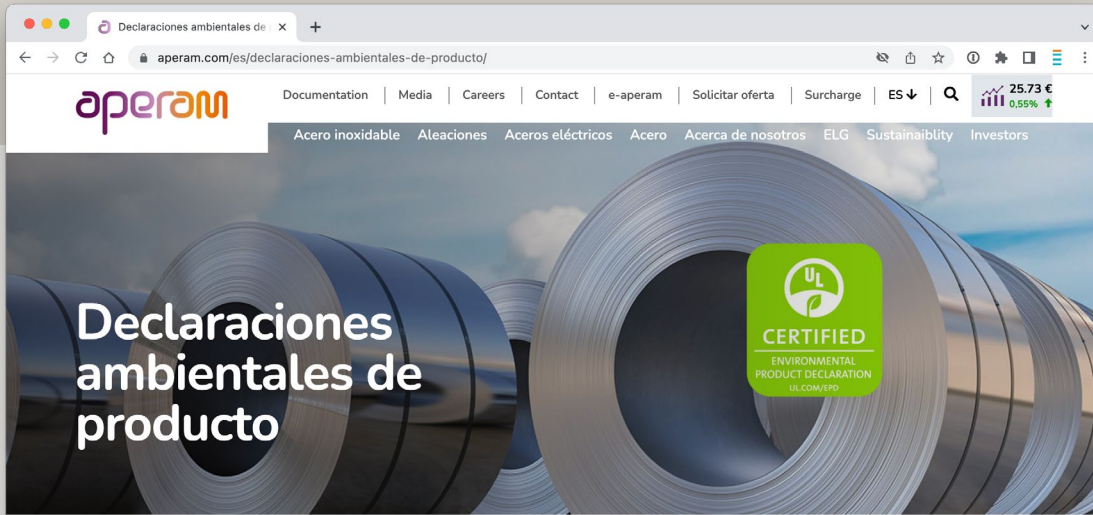 Declaraciones ambientales de
aperam.com/es/declaraciones-ambientales-de-producto/
aperam
Documentation | Media | Careers | Contact | e-aperam | Solicitar oferta | Surcharge | ES
25.73 €
0,55%
Acero inoxidable Aleaciones Aceros eléctricos Acero Acerca de nosotros ELG Sustainaiblity Investors
Declaraciones
ambientales de
producto
UL
CERTIFIED
ENVIRONMENTAL
PRODUCT DECLARATION
UL.COM/EPD